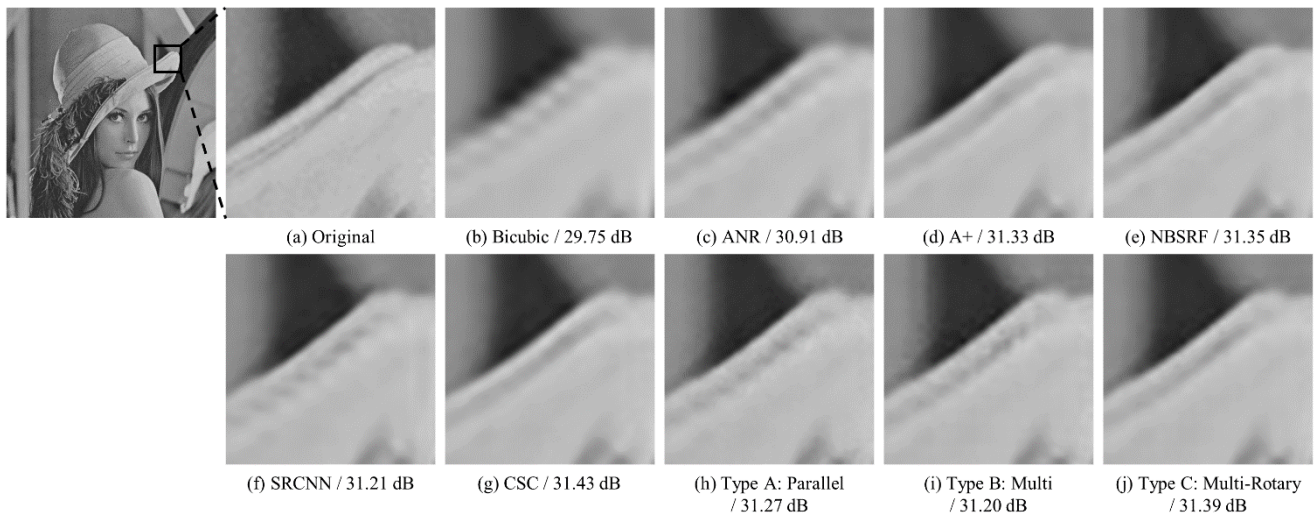 (a) Original
(b) Bicubic / 29.75 dB
(c) ANR / 30.91 dB
(d) A+ / 31.33 dB
(e) NBSRF / 31.35 dB
(f) SRCNN / 31.21 dB
(g) CSC / 31.43 dB
(h) Type A: Parallel
/ 31.27 dB
(i) Type B: Multi
/ 31.20 dB
(j) Type C: Multi-Rotary
/ 31.39 dB